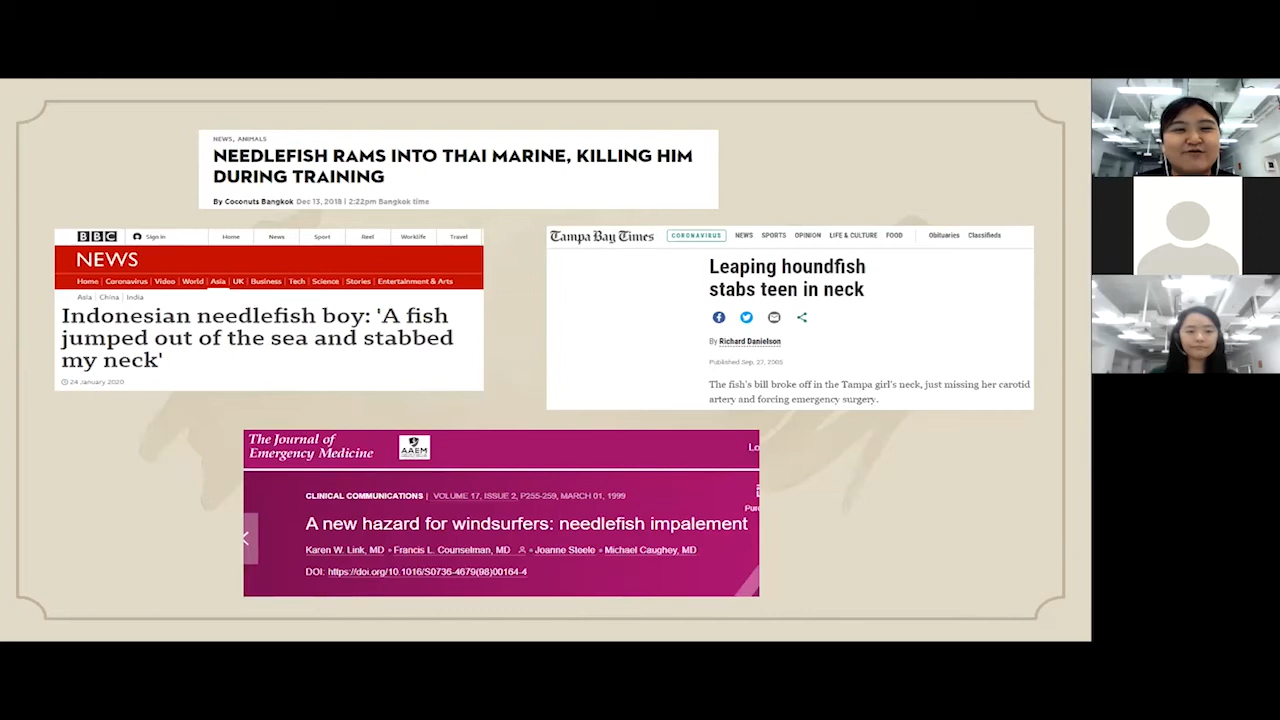 NEWS, ANIMALS
NEEDLEFISH RAMS INTO THAI MARINE, KILLING HIM
DURING TRAINING
By Coconuts Bangkok Dec 13, 2018 | 2:22pm Bangkok time
BBC Sign in Home News Sport Reel Worklife Travel
NEWS
Home | Coronavirus | Video | World | Asia | UK | Business | Tech | Science | Stories | Entertainment & Arts
Asia | China | India
Indonesian needlefish boy: 'A fish
jumped out of the sea and stabbed
my neck'
24 January 2020
Tampa Bay Times CORONAVIRUS NEWS SPORTS OPINION LIFE & CULTURE FOOD Obituaries Classifieds
Leaping houndfish
stabs teen in neck
By Richard Danielson
Published Sep. 27,
The fish's bill broke off in the Tampa girl's neck, just missing her carotid
artery and forcing emergency surgery.
The Journal of
Emergency Medicine
AAEM
Lo
CLINICAL COMMUNICATIONS | VOLUME 17, ISSUE 2, P255-259, MARCH 01, 1999
Pur
A new hazard for windsurfers: needlefish impalement
Karen W. Link, MD • Francis L. Counselman, MD • Joanne Steele • Michael Caughey, MD
DOI: https://doi.org/10.1016/S0736-4679(98)00164-4